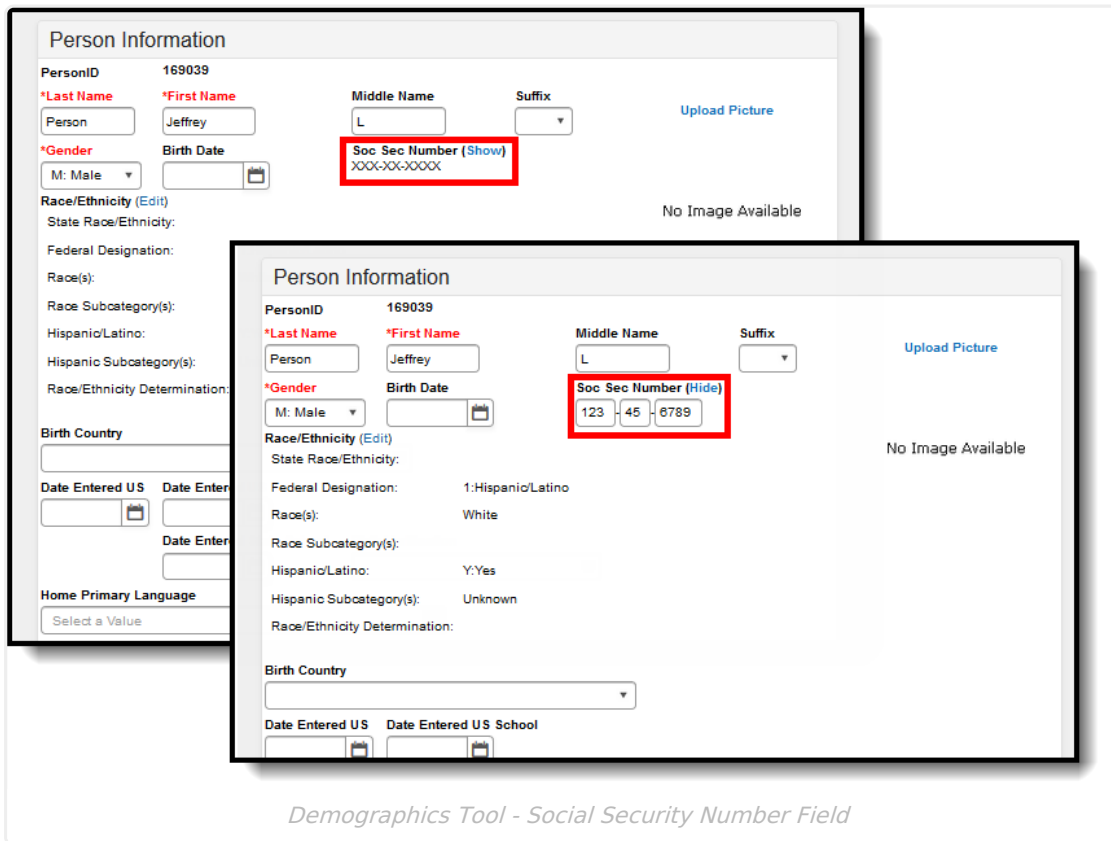 Person Information
PersonID 169039
*Last Name *First Name Middle Name Suffix
Person Jeffrey L
Upload Picture
*Gender Birth Date Soc Sec Number (Show)
M: Male XXX-XX-XXXX
Race/Ethnicity (Edit)
No Image Available
State Race/Ethnicity:
Federal Designation:
Race(s):
Race Subcategory(s):
Hispanic/Latino:
Hispanic Subcategory(s):
Race/Ethnicity Determination:
Birth Country
Date Entered US Date Enter
Date Enter
Home Primary Language
Select a Value
Person Information
PersonID 169039
*Last Name *First Name Middle Name Suffix
Person Jeffrey L
Upload Picture
*Gender Birth Date Soc Sec Number (Hide)
M: Male 123 - 45 - 6789
Race/Ethnicity (Edit)
No Image Available
State Race/Ethnicity:
Federal Designation: 1:Hispanic/Latino
Race(s): White
Race Subcategory(s):
Hispanic/Latino: Y:Yes
Hispanic Subcategory(s): Unknown
Race/Ethnicity Determination:
Birth Country
Date Entered US Date Entered US School
Demographics Tool - Social Security Number Field